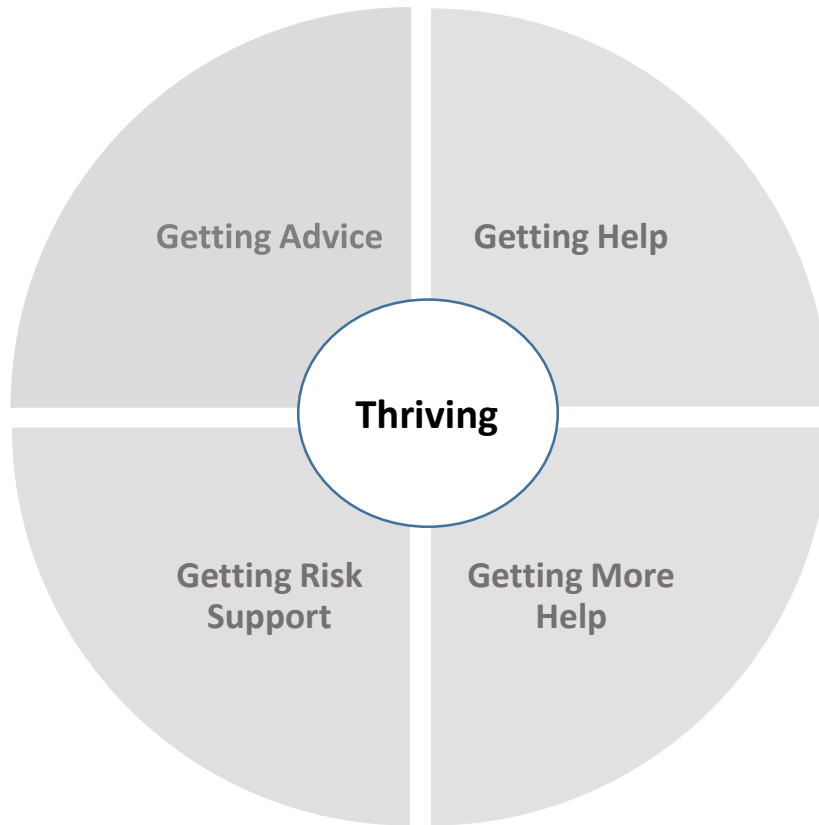 Getting Advice
Getting Help
Thriving
Getting Risk
Support
Getting More
Help